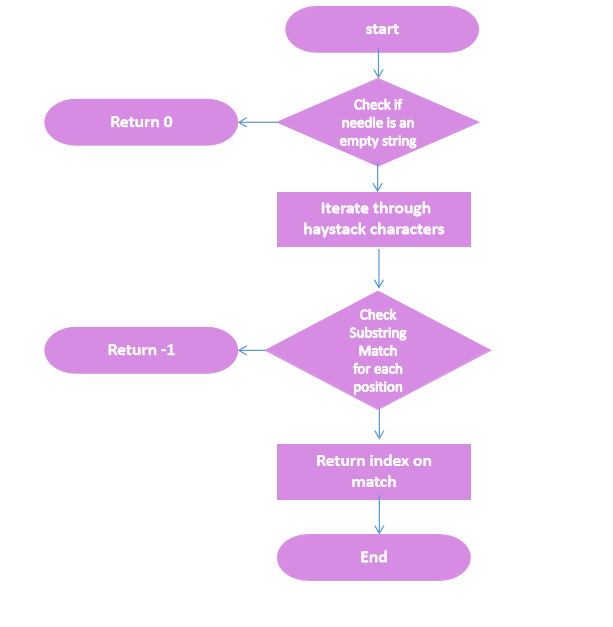 start
Check if
needle is an
empty string
Return 0
Iterate through
haystack characters
Check
Substring
Match
for each
position
Return -1
Return index on
match
End